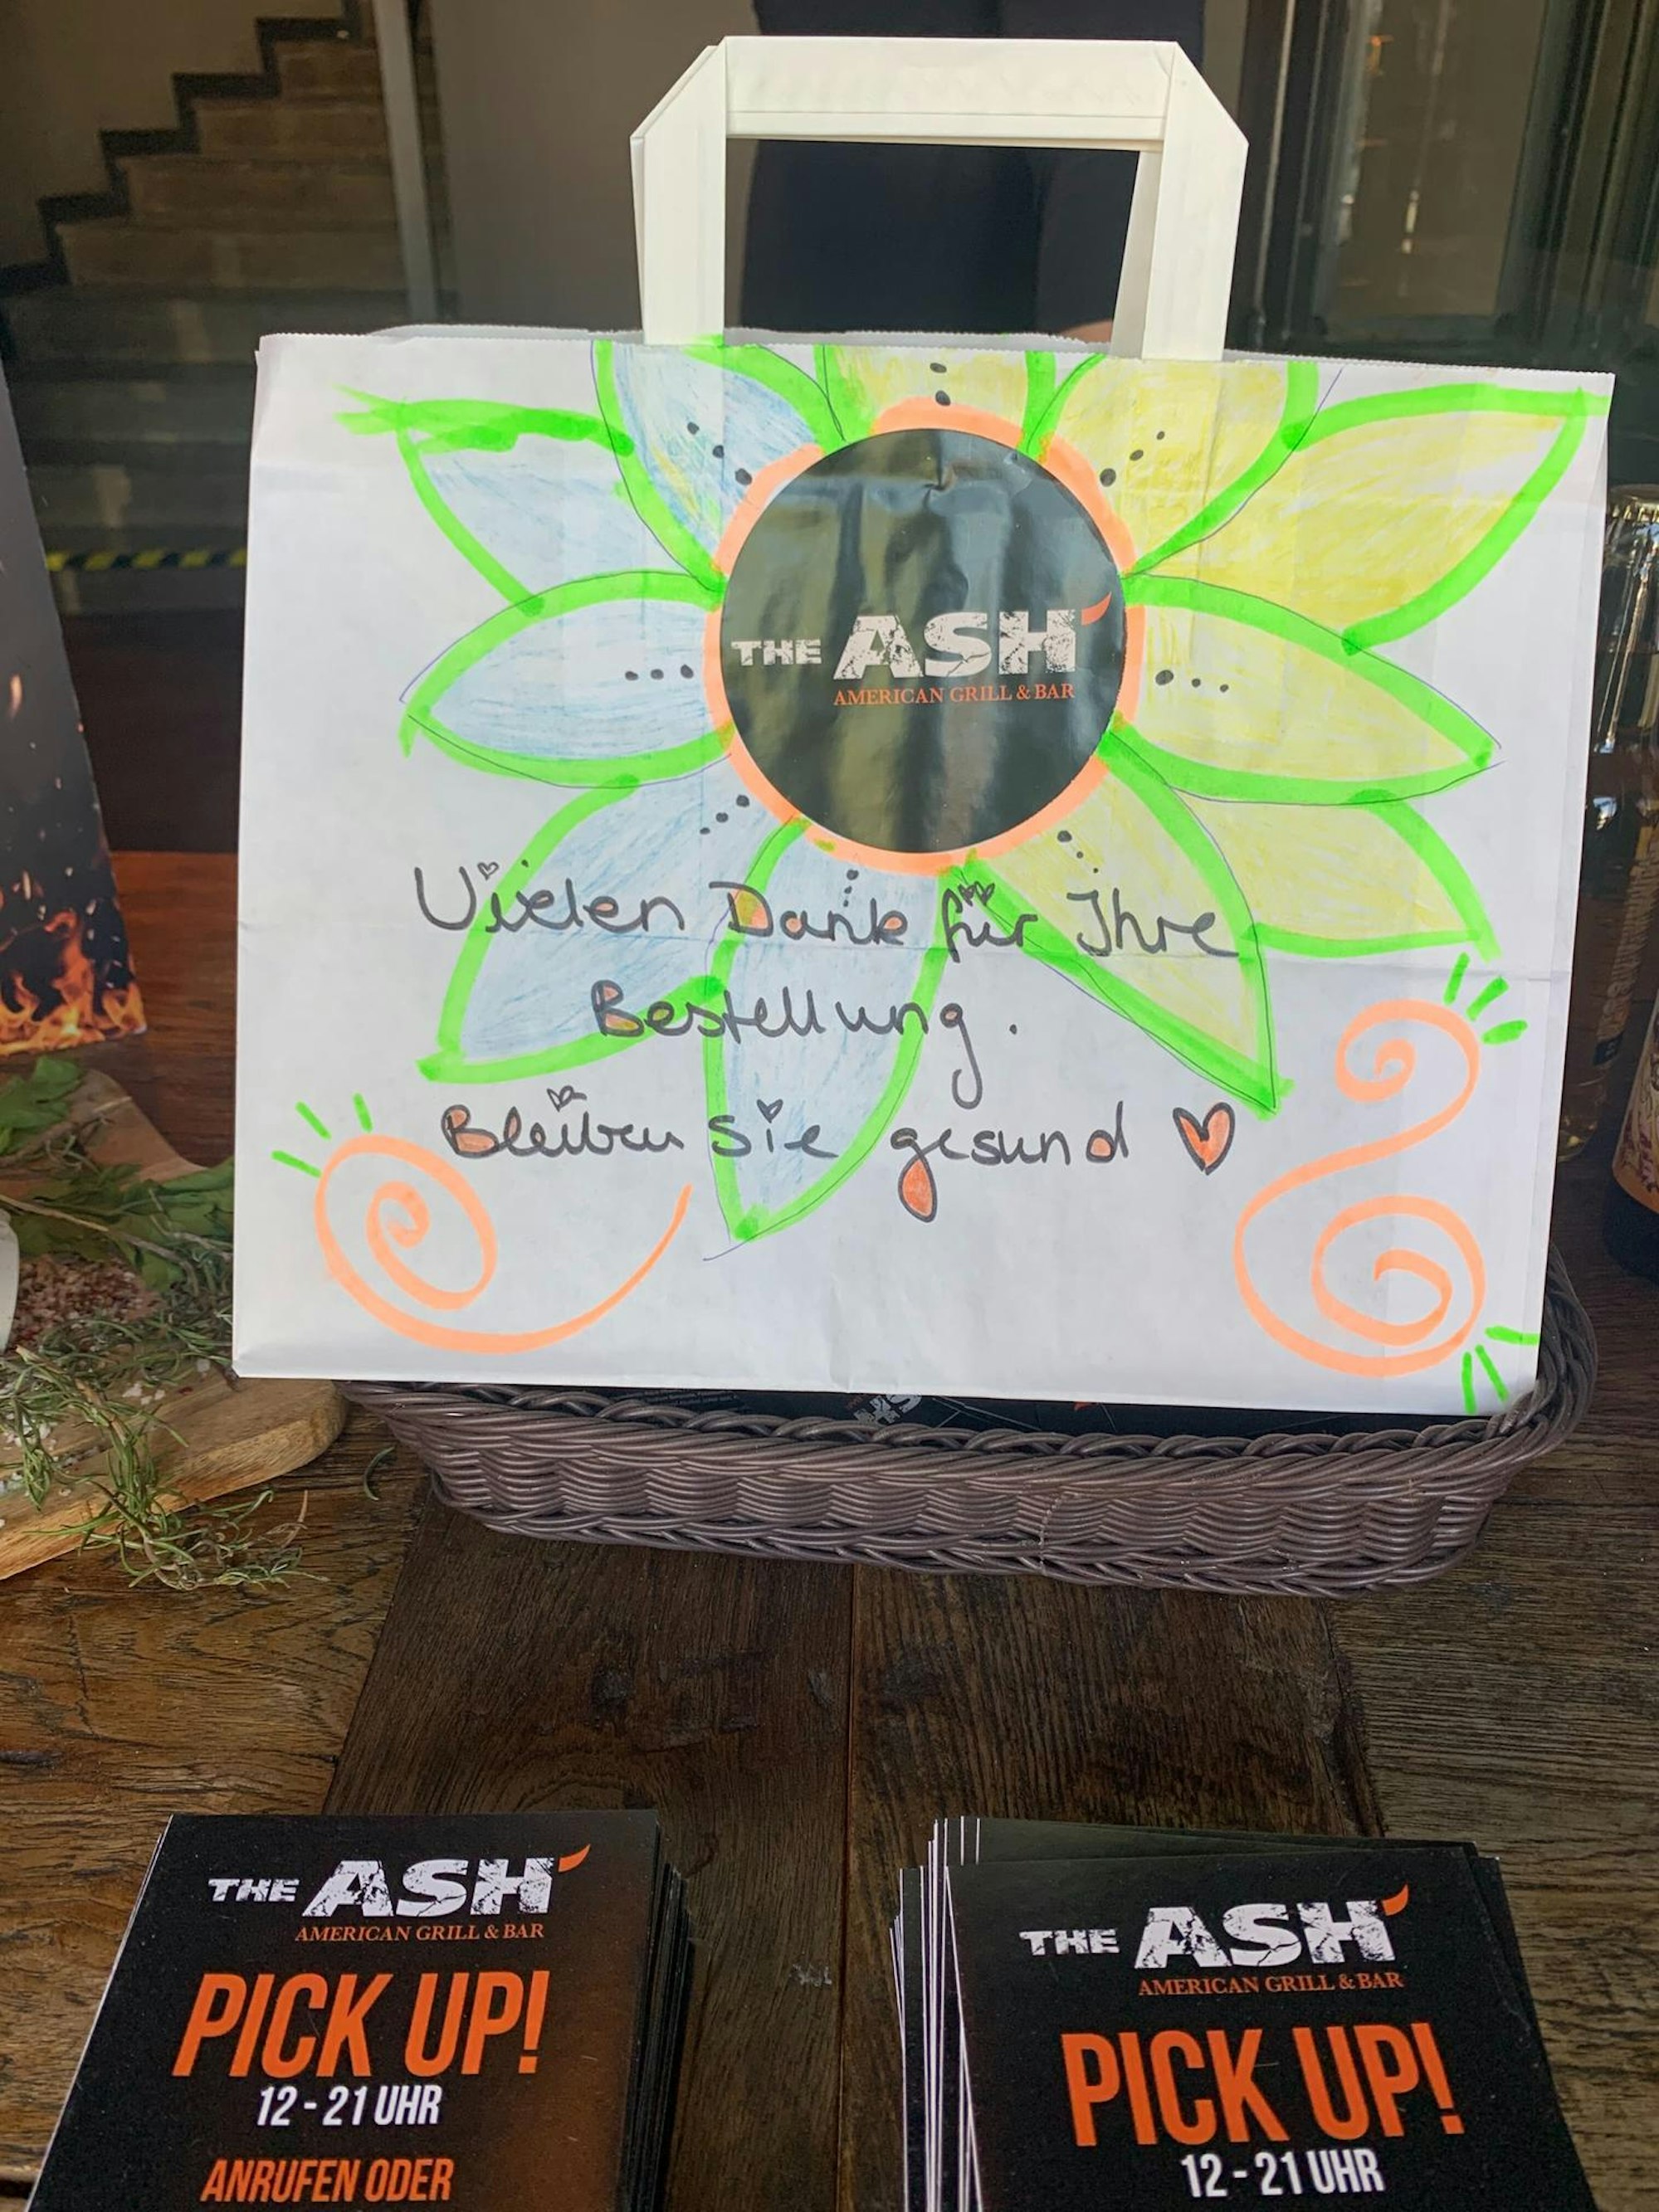 THE ASH
AMERICAN GRILL & BAR
Vielen Dank für Ihre
Bestellung.
Bleiben Sie gesund
THE ASH
AMERICAN GRILL & BAR
PICK UP!
12 - 21 UHR
ANRUFEN ODER
THE ASH
AMERICAN GRILL & BAR
PICK UP!
12 - 21 UHR